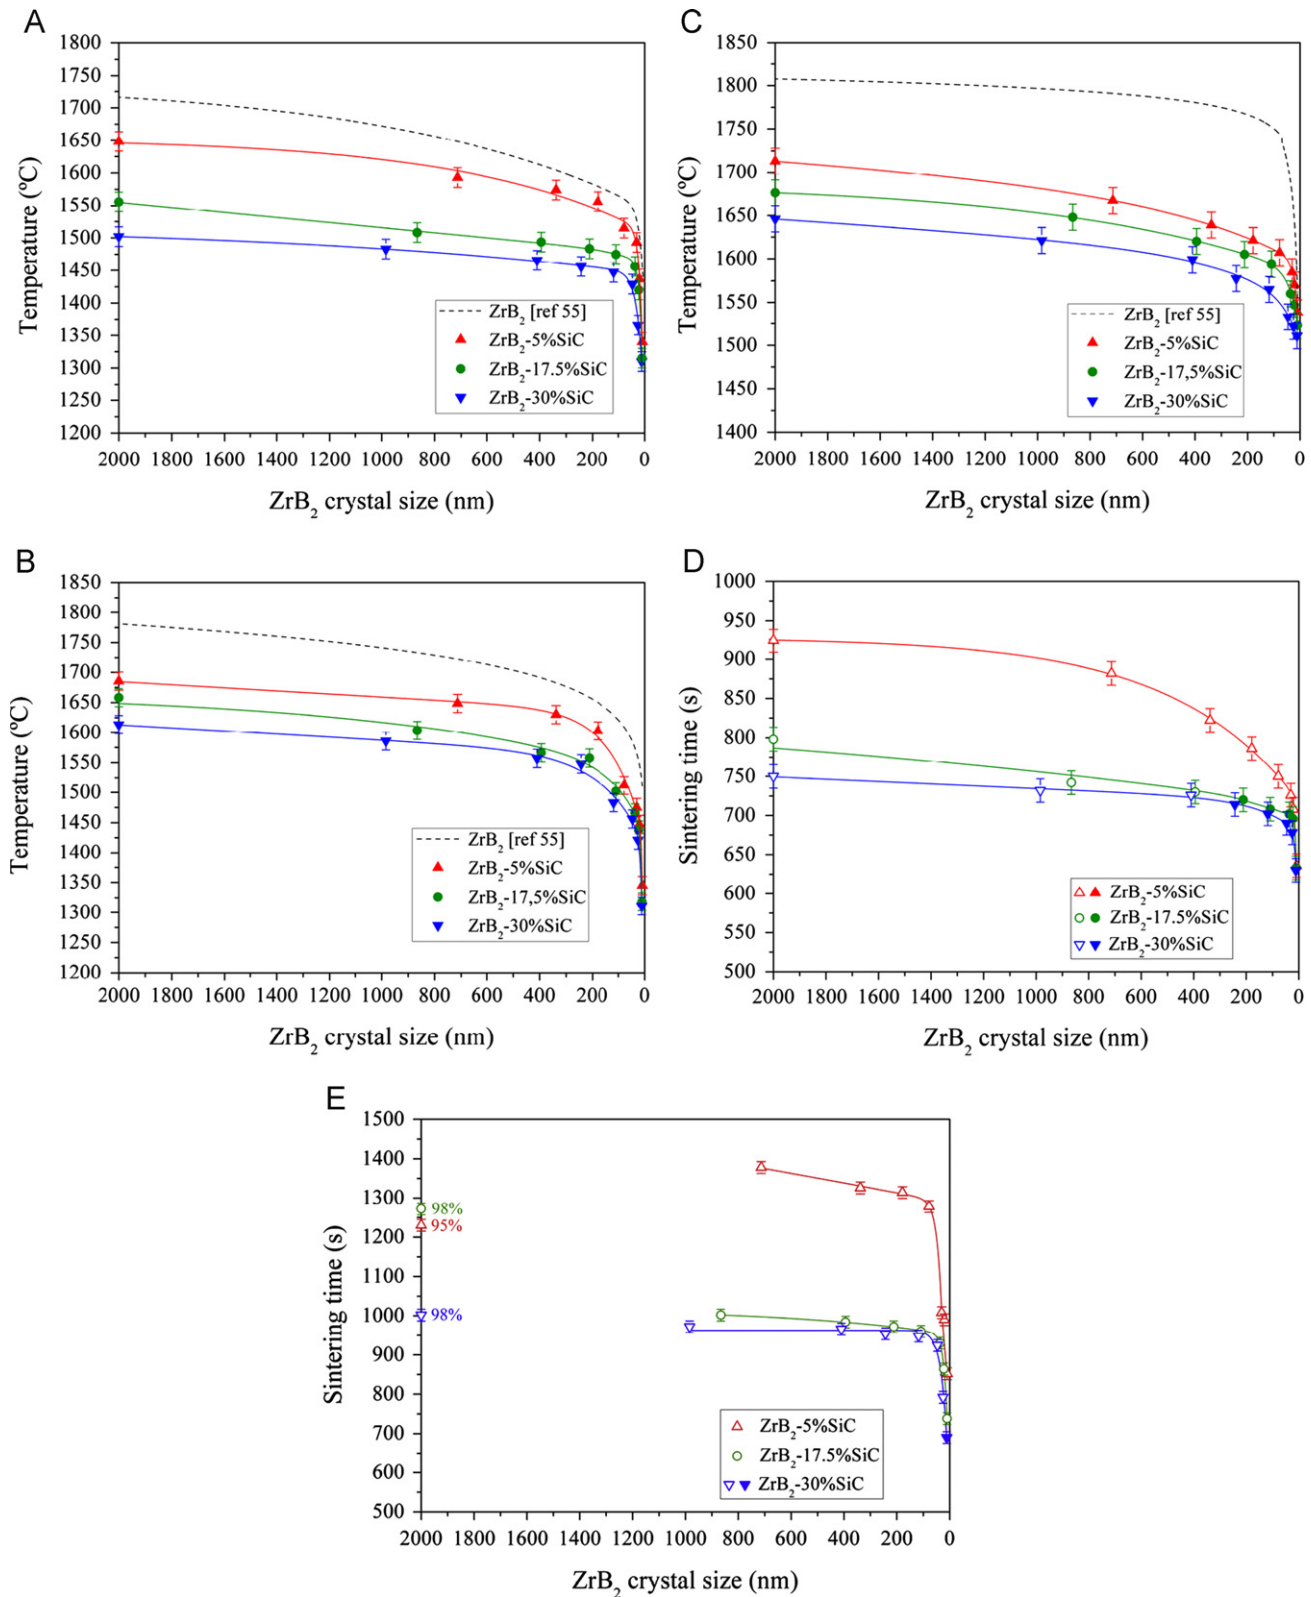 A
1800
1750
1700
1650
1600
1550
1500
1450
1400
1350
1300
1250
1200
Temperature (ºC)
ZrB₂ [ref 55]
ZrB₂-5%SiC
ZrB₂-17.5%SiC
ZrB₂-30%SiC
2000 1800 1600 1400 1200 1000 800 600 400 200 0
ZrB₂ crystal size (nm)
C
1850
1800
1750
1700
1650
1600
1550
1500
1450
1400
Temperature (ºC)
ZrB₂ [ref 55]
ZrB₂-5%SiC
ZrB₂-17,5%SiC
ZrB₂-30%SiC
2000 1800 1600 1400 1200 1000 800 600 400 200 0
ZrB₂ crystal size (nm)
B
1850
1800
1750
1700
1650
1600
1550
1500
1450
1400
1350
1300
1250
1200
Temperature (ºC)
ZrB₂ [ref 55]
ZrB₂-5%SiC
ZrB₂-17,5%SiC
ZrB₂-30%SiC
2000 1800 1600 1400 1200 1000 800 600 400 200 0
ZrB₂ crystal size (nm)
D
1000
950
900
850
800
750
700
650
600
550
500
Sintering time (s)
ZrB₂-5%SiC
ZrB₂-17.5%SiC
ZrB₂-30%SiC
2000 1800 1600 1400 1200 1000 800 600 400 200 0
ZrB₂ crystal size (nm)
E
1500
1400
1300
1200
1100
1000
900
800
700
600
500
Sintering time (s)
98%
95%
98%
ZrB₂-5%SiC
ZrB₂-17.5%SiC
ZrB₂-30%SiC
2000 1800 1600 1400 1200 1000 800 600 400 200 0
ZrB₂ crystal size (nm)